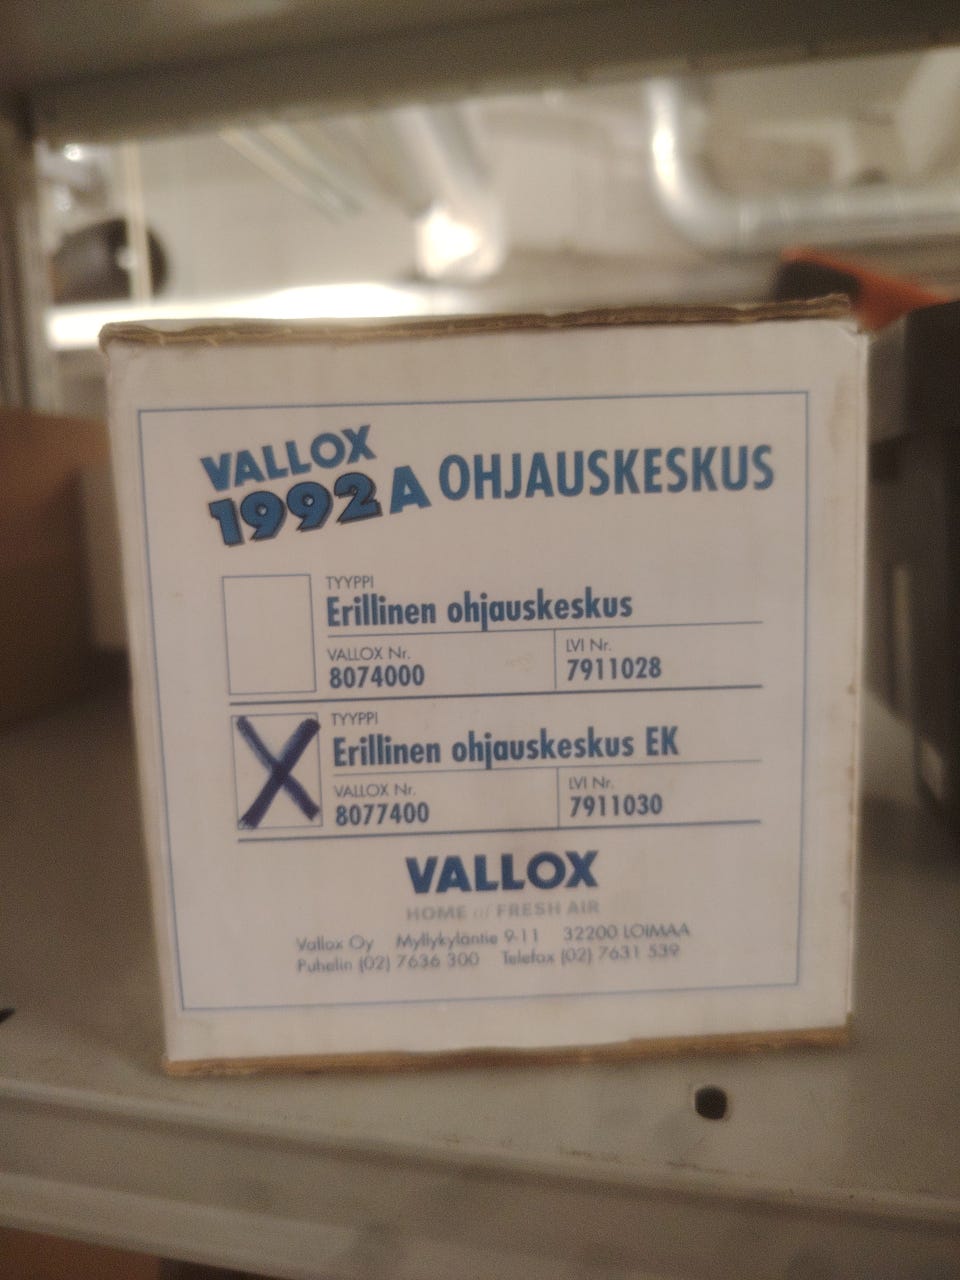 VALLOX
1992 A OHJAUSKESKUS
TYYPPI
Erillinen ohjauskeskus
VALLOX Nr.
8074000
LVI Nr.
7911028
X
TYYPPI
Erillinen ohjauskeskus EK
VALLOX Nr.
8077400
LVI Nr.
7911030
VALLOX
HOME of FRESH AIR
Vallox Oy Myllykyläntie 9-11 32200 LOIMAA
Puhelin (02) 7636 300 Telefax (02) 7631 539